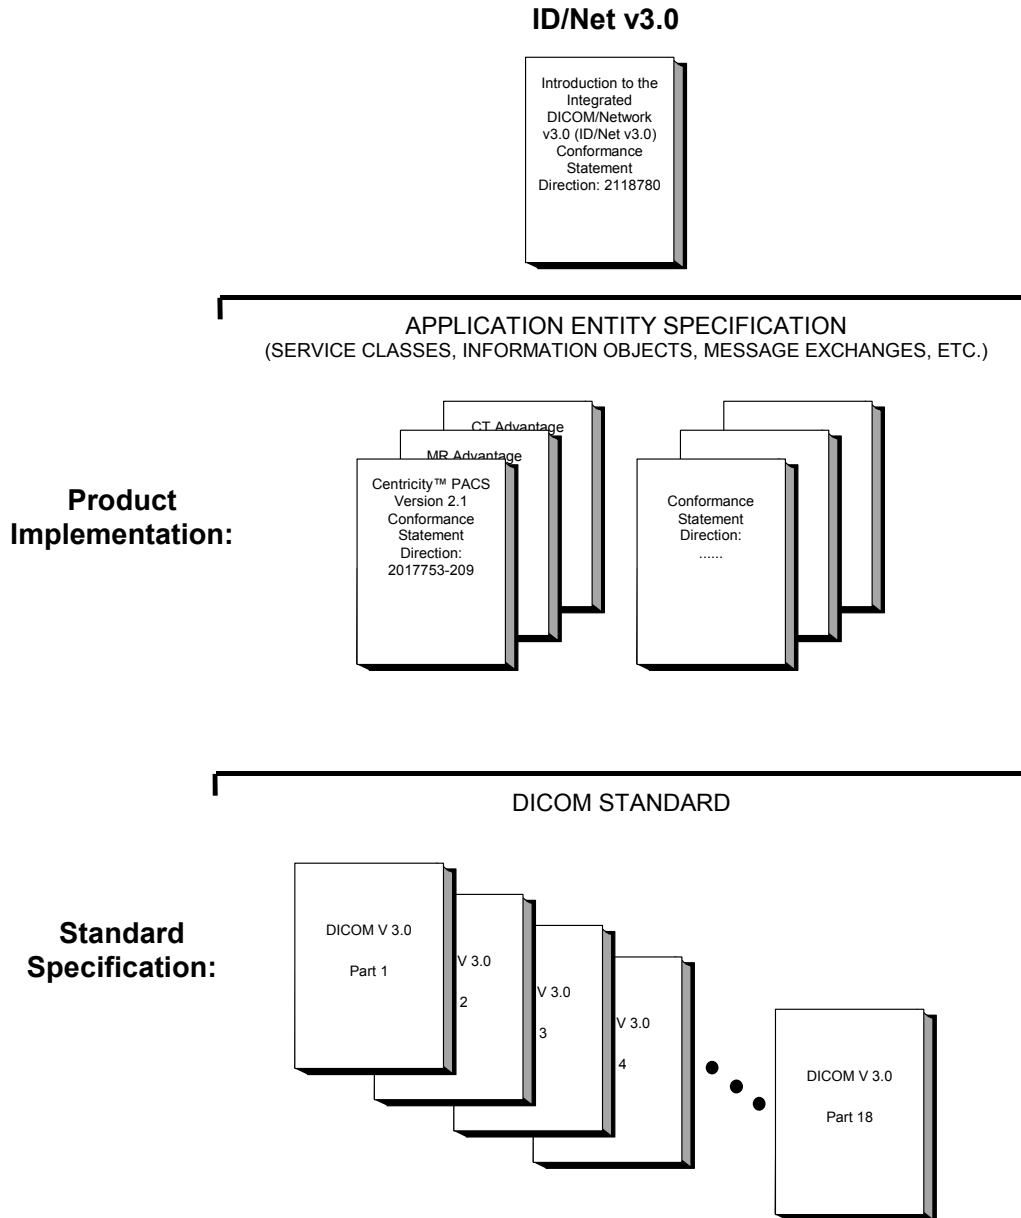 ID/Net v3.0
Introduction to the
Integrated
DICOM/Network
v3.0 (ID/Net v3.0)
Conformance
Statement
Direction: 2118780
APPLICATION ENTITY SPECIFICATION
(SERVICE CLASSES, INFORMATION OBJECTS, MESSAGE EXCHANGES, ETC.)
Product
Implementation:
CT Advantage
MR Advantage
Centricity™ PACS
Version 2.1
Conformance
Statement
Direction:
2017753-209
Conformance
Statement
Direction:
......
DICOM STANDARD
Standard
Specification:
DICOM V 3.0
Part 1
V 3.0
2
V 3.0
3
V 3.0
4
DICOM V 3.0
Part 18